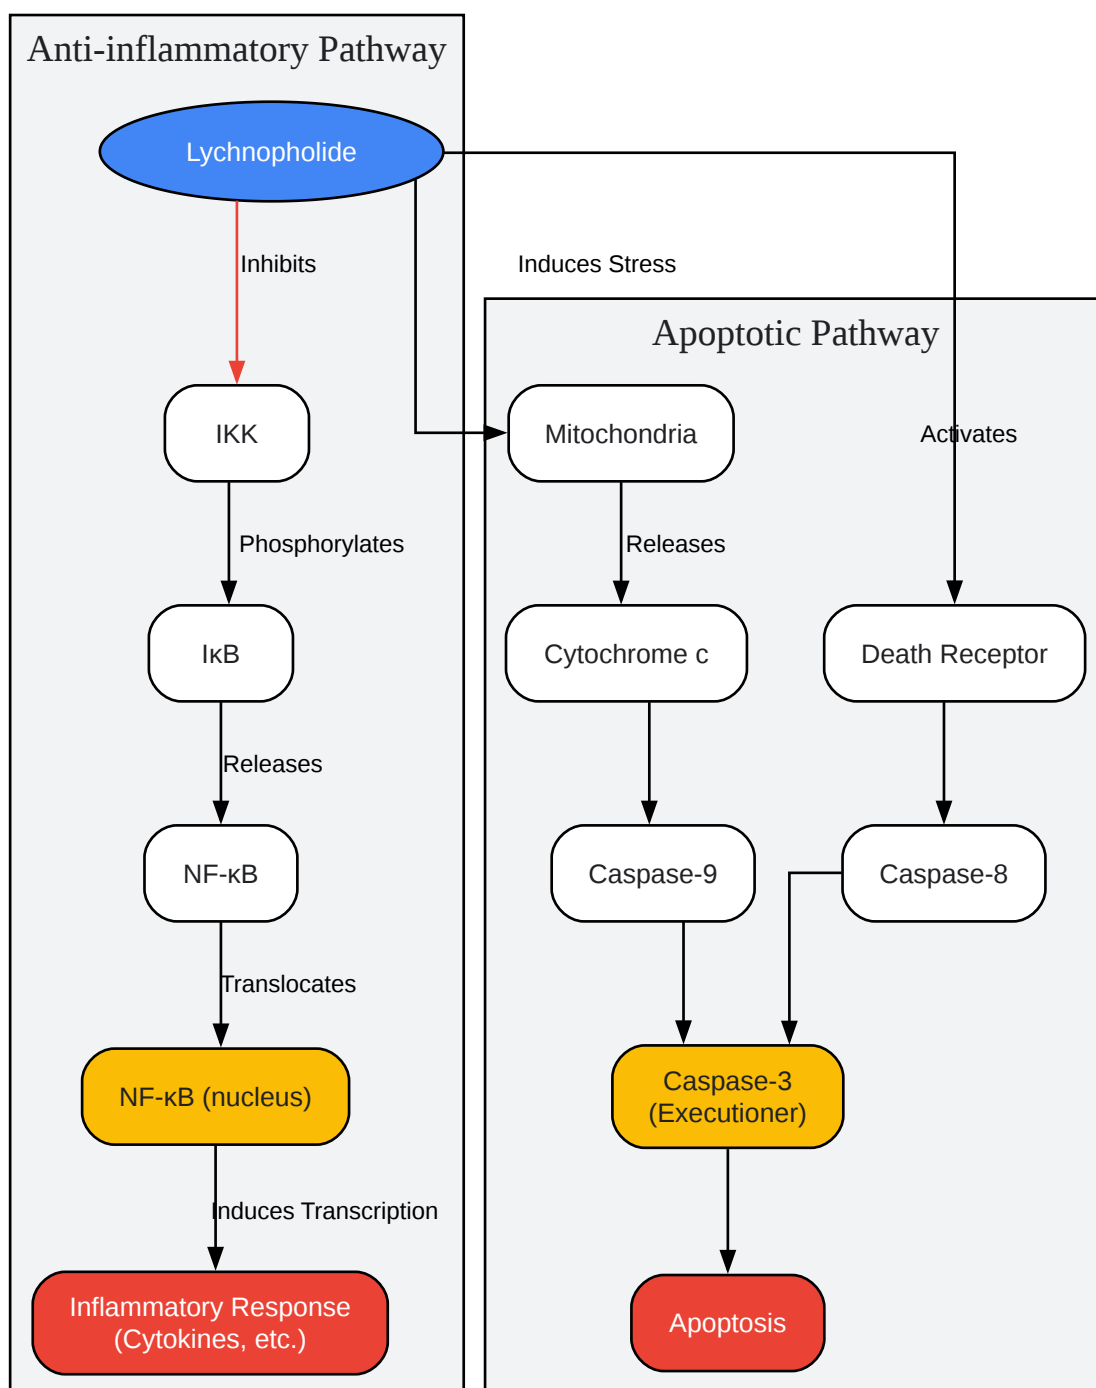 Anti-inflammatory Pathway
Lychnopholide
Inhibits
Induces Stress
Apoptotic Pathway
IKK
Mitochondria
Activates
Phosphorylates
Releases
IκB
Cytochrome c
Death Receptor
Releases
NF-κB
Caspase-9
Caspase-8
Translocates
NF-κB (nucleus)
Caspase-3
(Executioner)
Induces Transcription
Inflammatory Response
(Cytokines, etc.)
Apoptosis